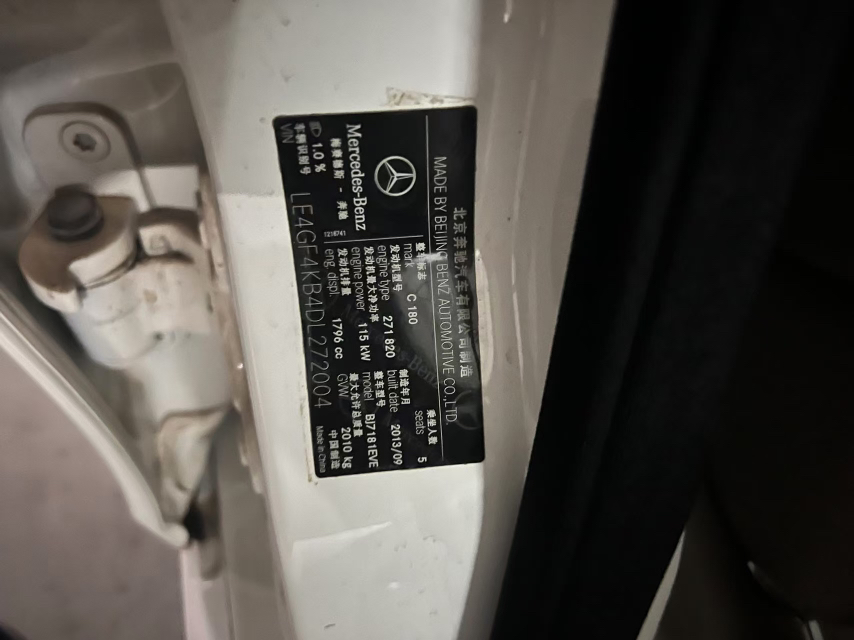 北京奔驰汽车有限公司制造
MADE BY BEIJING BENZ AUTOMOTIVE CO.,LTD.
Mercedes-Benz
梅赛德斯 - 奔驰
1.0 %
T218741
整车标志
mark C 180
乘坐人数
seats 5
发动机型号
engine type 271 820
制造年月
built date 2013/09
发动机最大净功率
engine power 115 kW
整车型号
model BJ7181EVE
发动机排量
eng. displ. 1796 cc
最大允许总质量
GVW 2010 kg
车辆识别号
VIN LE4GF4KB4DL272004
中国制造
Made in China
Mercedes-Benz